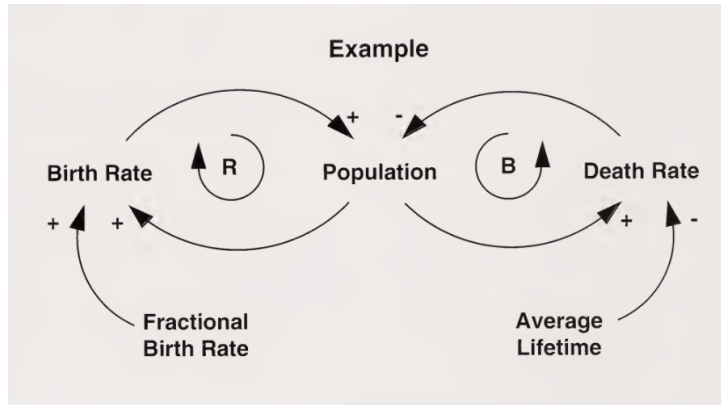 Example
+ -
Birth Rate R Population B Death Rate
+ + + -
Fractional
Birth Rate
Average
Lifetime